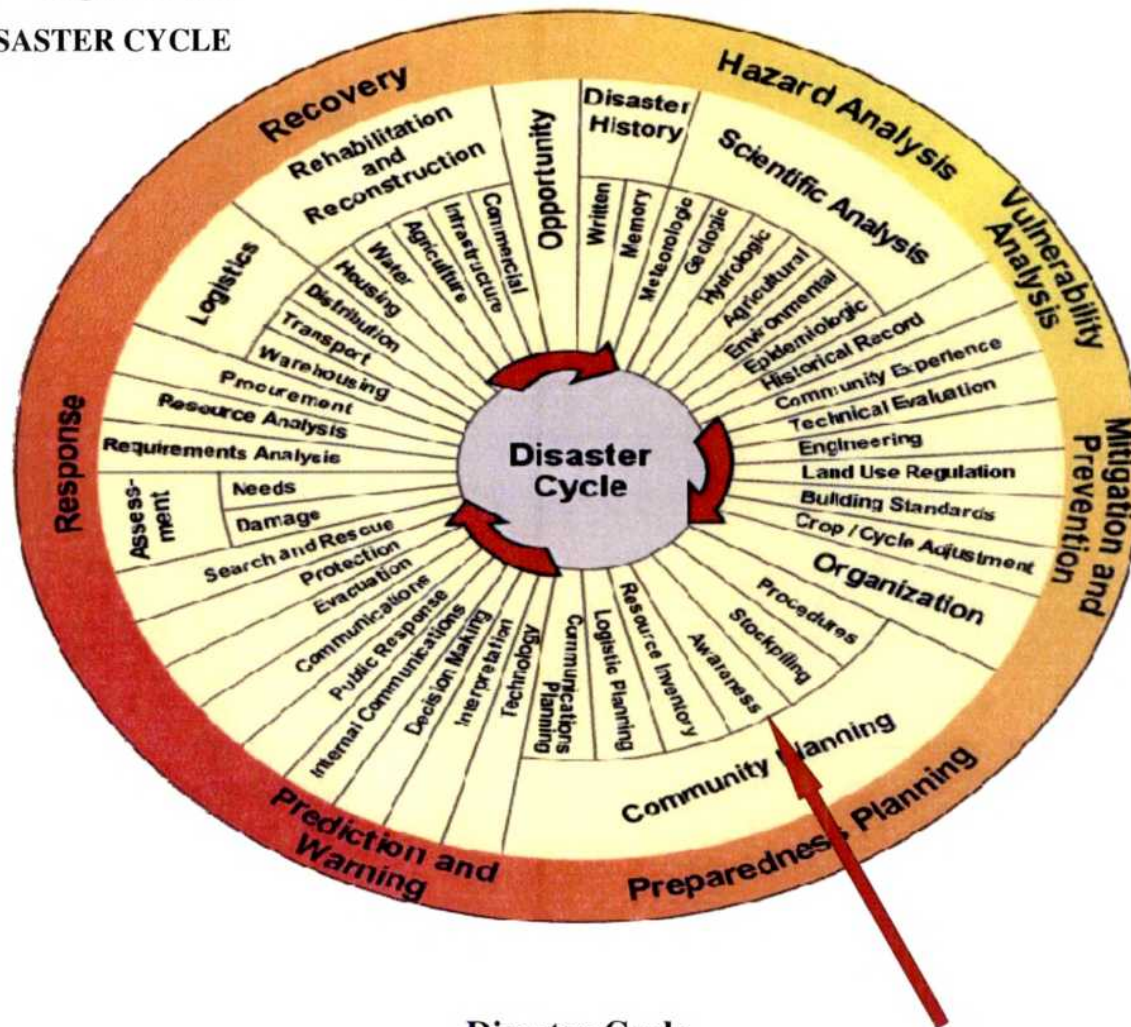 SASTER CYCLE
Recovery
Hazard Analysis
Vulnerability
Analysis
Mitigation and
Prevention
Preparedness Planning
Prediction and
Warning
Response
Opportunity
Disaster
History
Written
Memory
Scientific Analysis
Meteorologic
Geologic
Hydrologic
Agricultural
Environmental
Epidemiologic
Historical Record
Community Experience
Technical Evaluation
Engineering
Land Use Regulation
Building Standards
Crop / Cycle Adjustment
Organization
Procedures
Stockpiling
Community Planning
Awareness
Resource Inventory
Logistic Planning
Communications
Planning
Technology
Interpretation
Decision Making
Internal Communications
Public Response
Communications
Evacuation
Protection
Search and Rescue
Assess-
ment
Damage
Needs
Requirements Analysis
Resource Analysis
Procurement
Logistics
Warehousing
Transport
Distribution
Rehabilitation
and
Reconstruction
Housing
Water
Agriculture
Infrastructure
Commercial
Disaster
Cycle